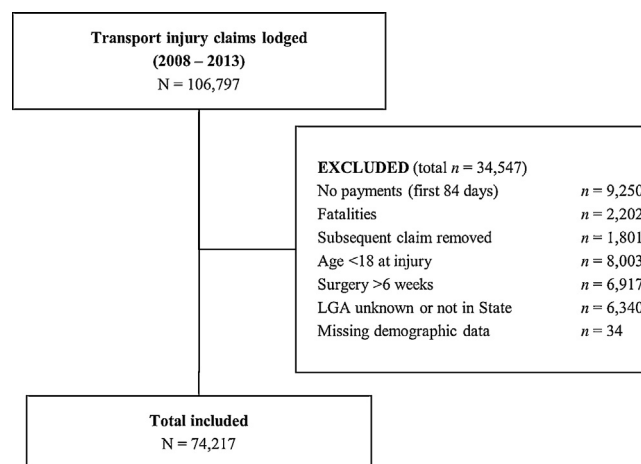 Transport injury claims lodged
(2008 – 2013)
N = 106,797
EXCLUDED (total n = 34,547)
No payments (first 84 days) n = 9,250
Fatalities n = 2,202
Subsequent claim removed n = 1,801
Age <18 at injury n = 8,003
Surgery >6 weeks n = 6,917
LGA unknown or not in State n = 6,340
Missing demographic data n = 34
Total included
N = 74,217